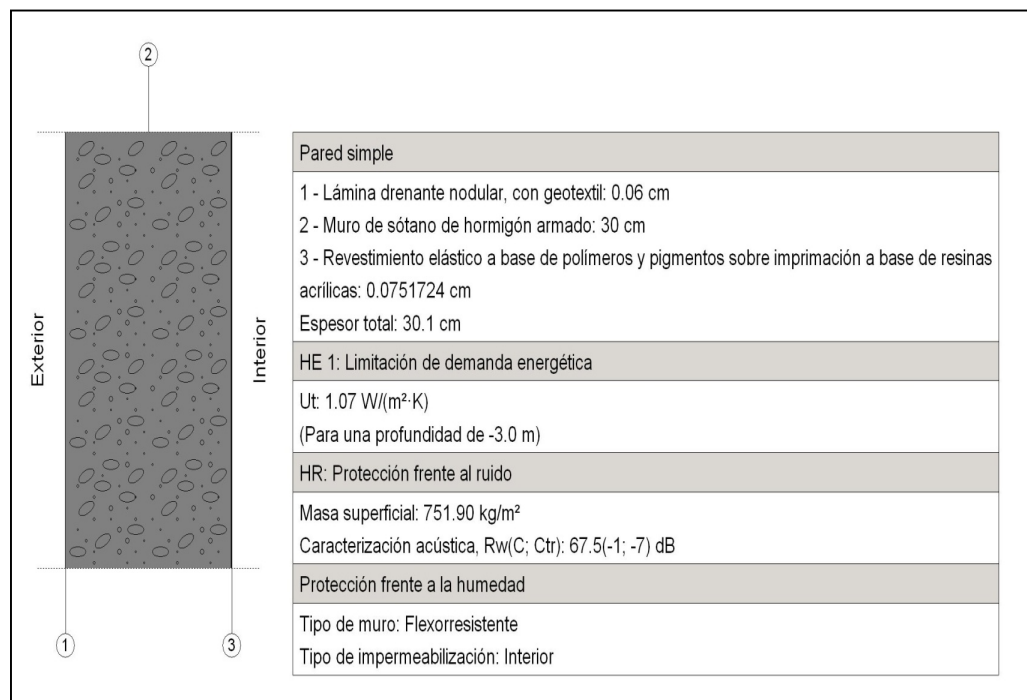 2
Exterior
Interior
1
3
Pared simple
1 - Lámina drenante nodular, con geotextil: 0.06 cm
2 - Muro de sótano de hormigón armado: 30 cm
3 - Revestimiento elástico a base de polímeros y pigmentos sobre imprimación a base de resinas
acrílicas: 0.0751724 cm
Espesor total: 30.1 cm
HE 1: Limitación de demanda energética
Ut: 1.07 W/(m²·K)
(Para una profundidad de -3.0 m)
HR: Protección frente al ruido
Masa superficial: 751.90 kg/m²
Caracterización acústica, Rw(C; Ctr): 67.5(-1; -7) dB
Protección frente a la humedad
Tipo de muro: Flexorresistente
Tipo de impermeabilización: Interior